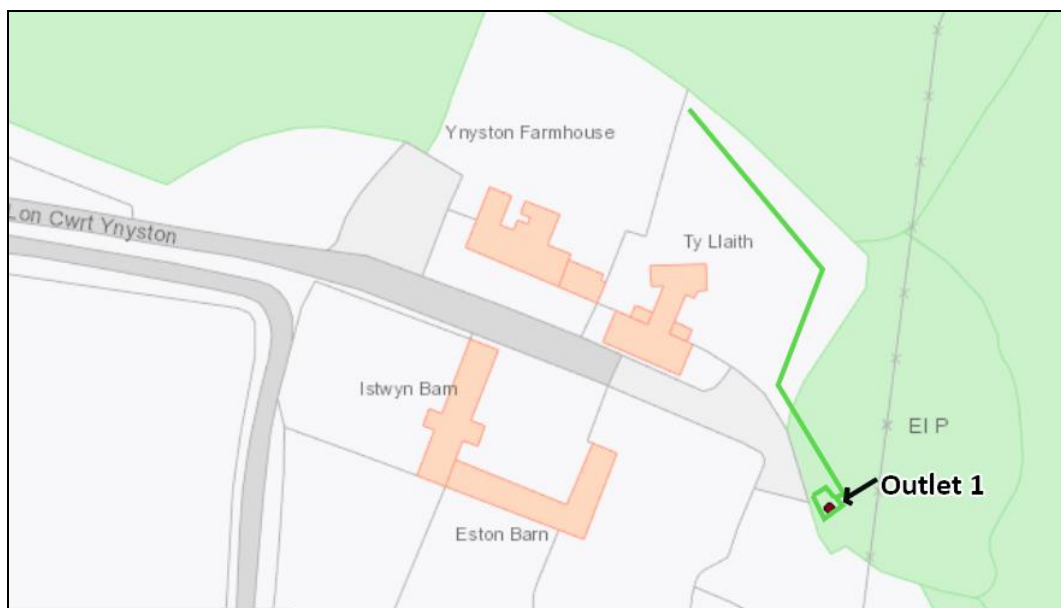 Ynyston Farmhouse
Lon Cwrt Ynyston
Ty Llaith
Istwyn Barn
El P
Outlet 1
Eston Barn